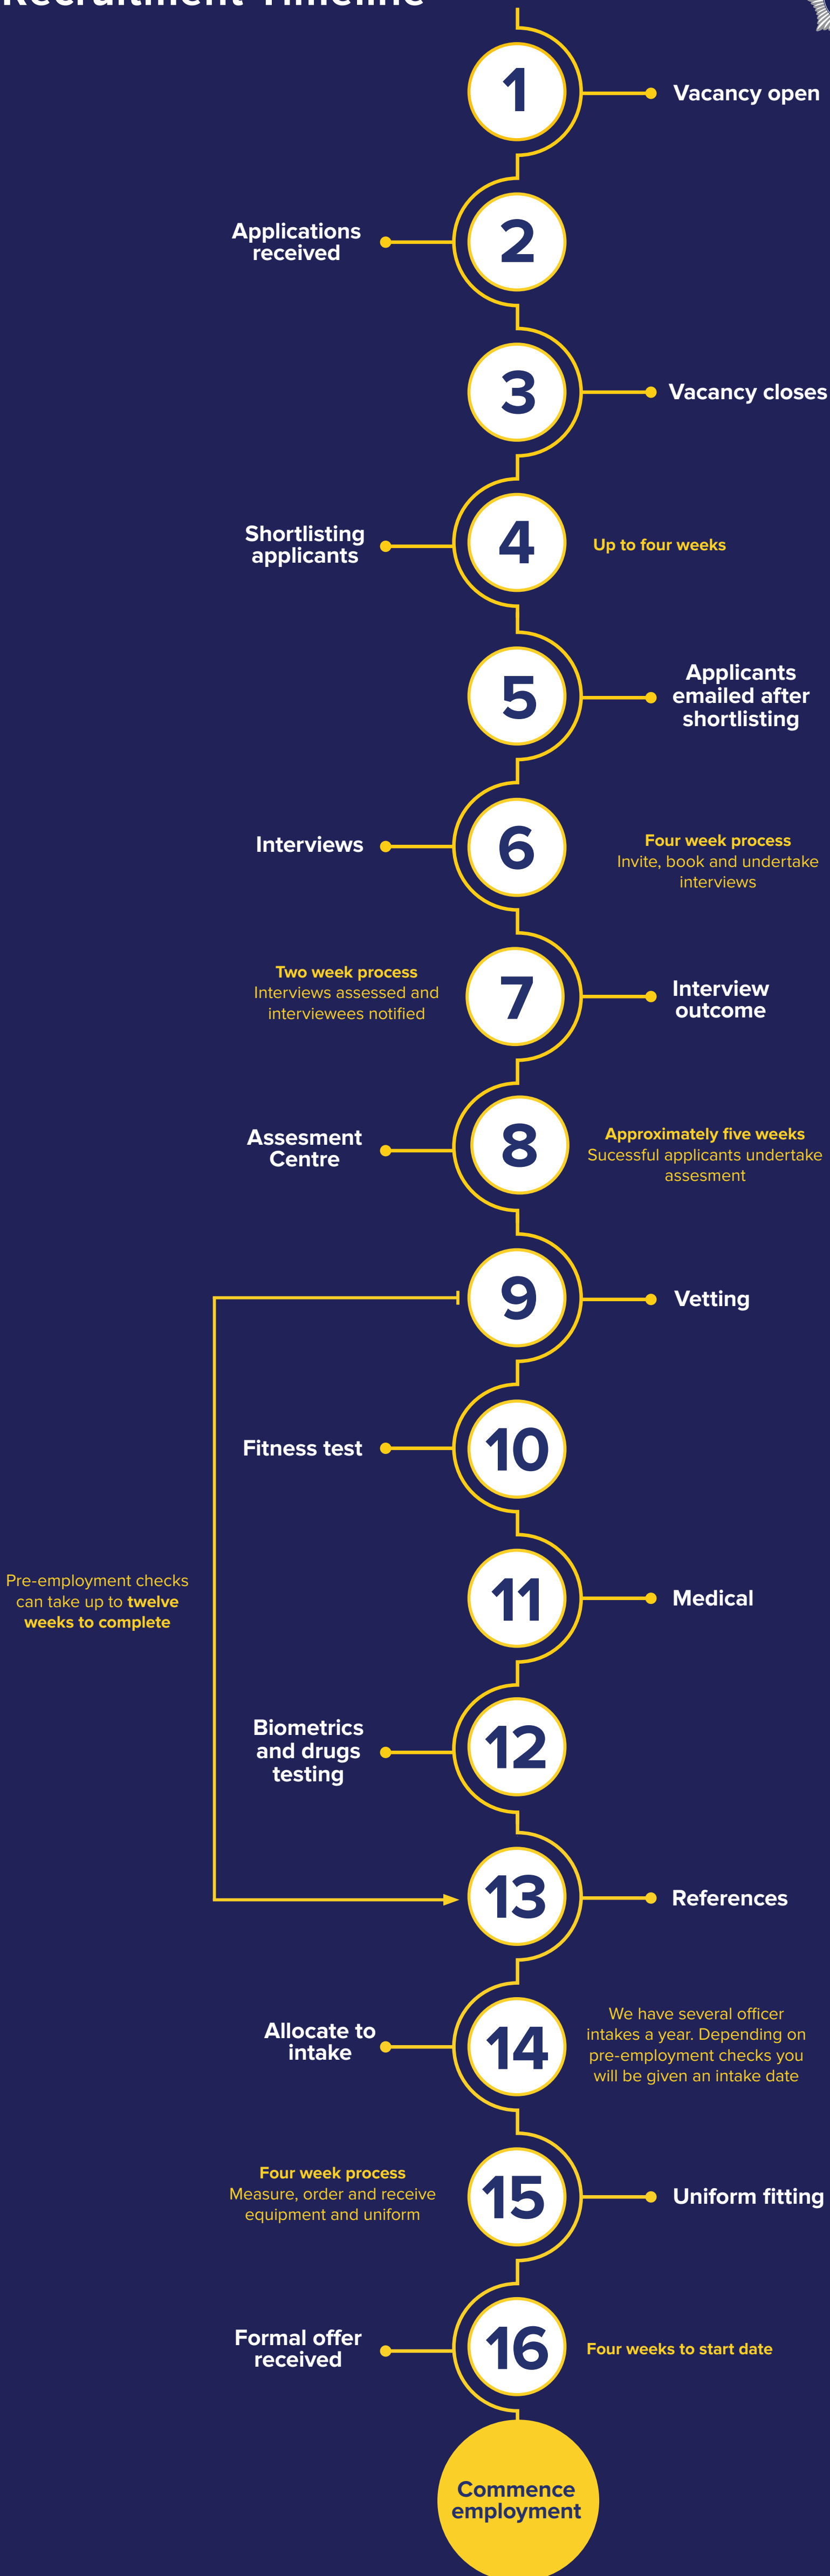 Recruitment Timeline
1
Vacancy open
Applications
received
2
3
Vacancy closes
Shortlisting
applicants
4
Up to four weeks
5
Applicants
emailed after
shortlisting
Interviews
6
Four week process
Invite, book and undertake
interviews
Two week process
Interviews assessed and
interviewees notified
7
Interview
outcome
Assesment
Centre
8
Approximately five weeks
Sucessful applicants undertake
assesment
9
Vetting
Fitness test
10
Pre-employment checks
can take up to twelve
weeks to complete
11
Medical
Biometrics
and drugs
testing
12
13
References
Allocate to
intake
14
We have several officer
intakes a year. Depending on
pre-employment checks you
will be given an intake date
Four week process
Measure, order and receive
equipment and uniform
15
Uniform fitting
Formal offer
received
16
Four weeks to start date
Commence
employment